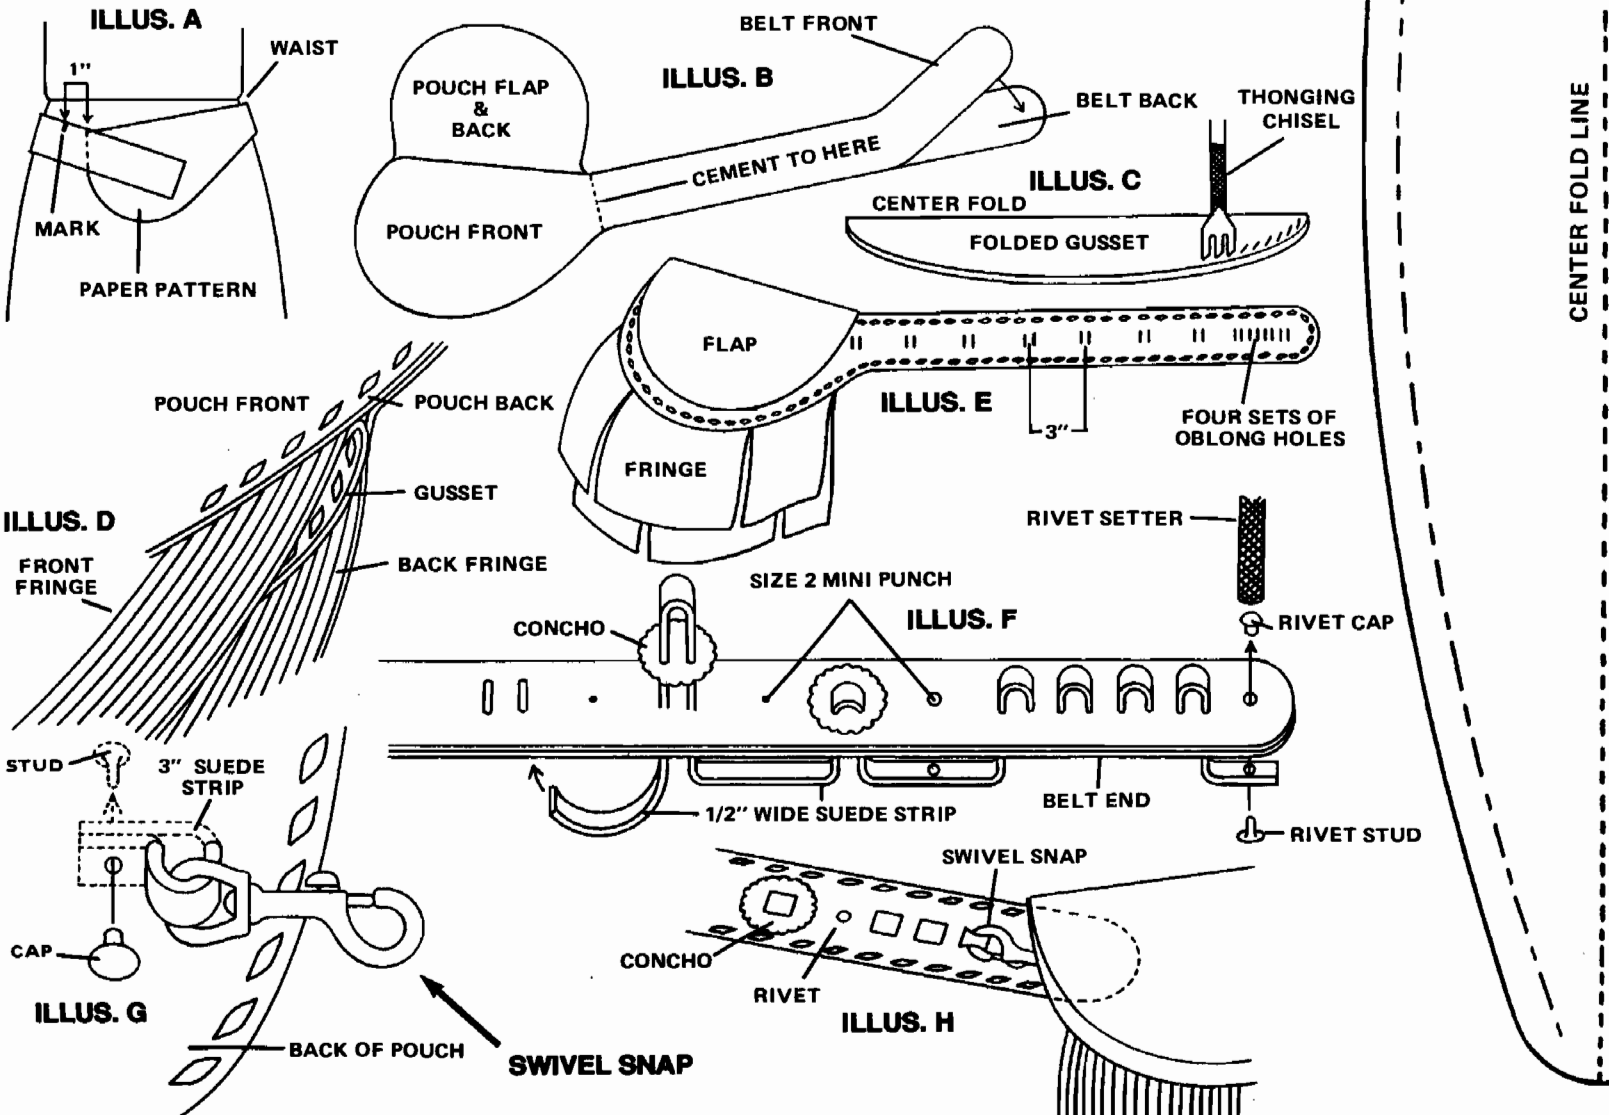 ILLUS. A
WAIST
1"
MARK
PAPER PATTERN
POUCH FLAP
&
BACK
POUCH FRONT
ILLUS. B
BELT FRONT
BELT BACK
CEMENT TO HERE
ILLUS. C
THONGING
CHISEL
CENTER FOLD
FOLDED GUSSET
POUCH FRONT
POUCH BACK
GUSSET
ILLUS. D
FRONT
FRINGE
BACK FRINGE
FLAP
FRINGE
ILLUS. E
3"
FOUR SETS OF
OBLONG HOLES
RIVET SETTER
SIZE 2 MINI PUNCH
ILLUS. F
CONCHO
RIVET CAP
1/2" WIDE SUEDE STRIP
BELT END
RIVET STUD
STUD
3" SUEDE
STRIP
CAP
ILLUS. G
BACK OF POUCH
SWIVEL SNAP
SWIVEL SNAP
CONCHO
RIVET
ILLUS. H
CENTER FOLD LINE